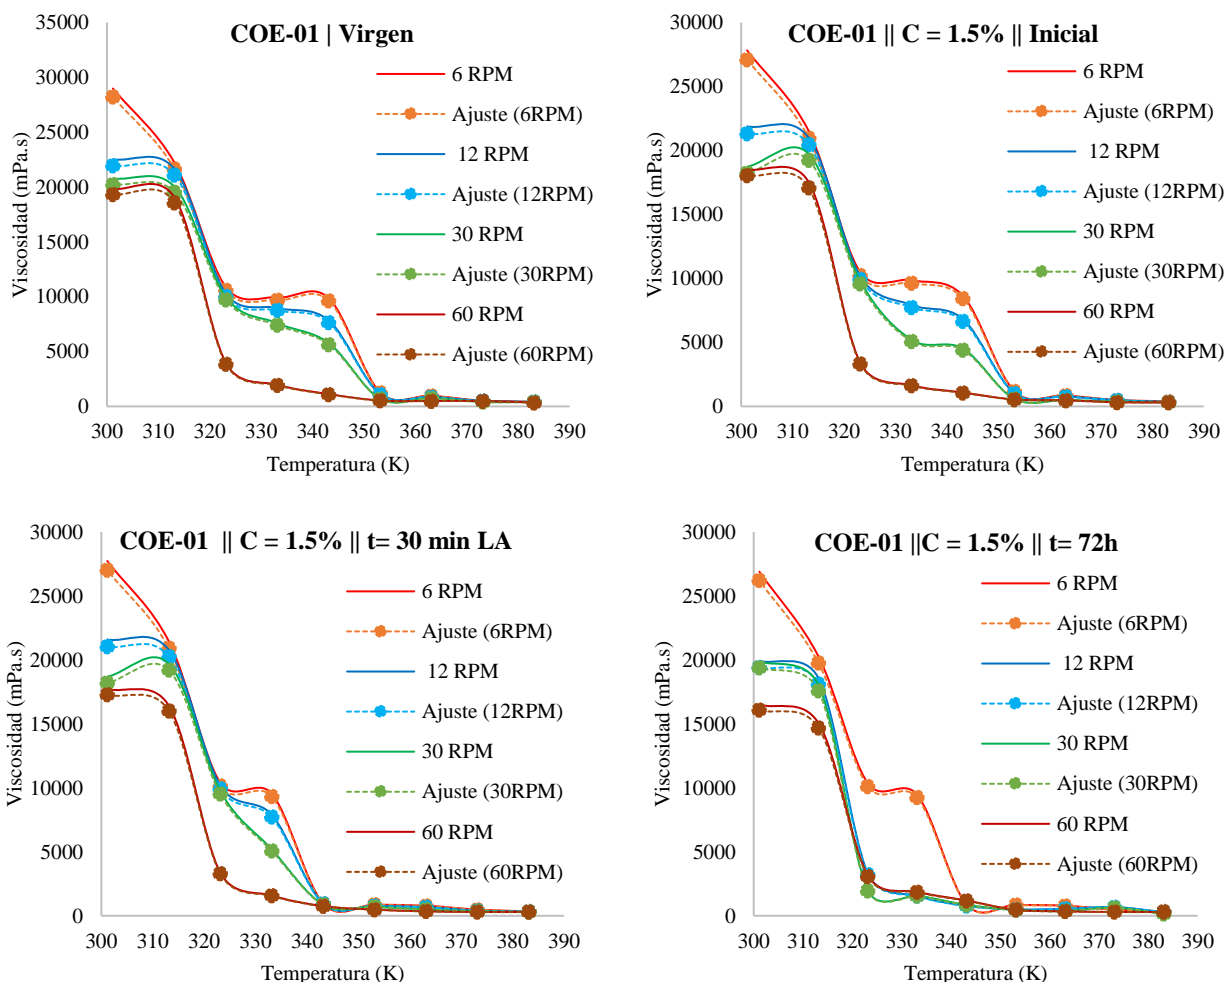 COE-01 | Virgen
Viscosidad (mPa.s)
35000
30000
25000
20000
15000
10000
5000
0
6 RPM
Ajuste (6RPM)
12 RPM
Ajuste (12RPM)
30 RPM
Ajuste (30RPM)
60 RPM
Ajuste (60RPM)
300 310 320 330 340 350 360 370 380 390
Temperatura (K)
COE-01 || C = 1.5% || Inicial
Viscosidad (mPa.s)
30000
25000
20000
15000
10000
5000
0
6 RPM
Ajuste (6RPM)
12 RPM
Ajuste (12RPM)
30 RPM
Ajuste (30RPM)
60 RPM
Ajuste (60RPM)
300 310 320 330 340 350 360 370 380 390
Temperatura (K)
COE-01 || C = 1.5% || t= 30 min LA
Viscosidad (mPa.s)
30000
25000
20000
15000
10000
5000
0
6 RPM
Ajuste (6RPM)
12 RPM
Ajuste (12RPM)
30 RPM
Ajuste (30RPM)
60 RPM
Ajuste (60RPM)
300 310 320 330 340 350 360 370 380 390
Temperatura (K)
COE-01 ||C = 1.5% || t= 72h
Viscosidad (mPa.s)
30000
25000
20000
15000
10000
5000
0
6 RPM
Ajuste (6RPM)
12 RPM
Ajuste (12RPM)
30 RPM
Ajuste (30RPM)
60 RPM
Ajuste (60RPM)
300 310 320 330 340 350 360 370 380 390
Temperatura (K)